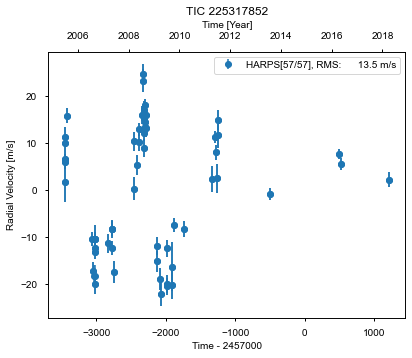 TIC 225317852
Time [Year]
2006 2008 2010 2012 2014 2016 2018
HARPS[57/57], RMS: 13.5 m/s
Radial Velocity [m/s]
20
10
0
−10
−20
−3000 −2000 −1000 0 1000
Time - 2457000